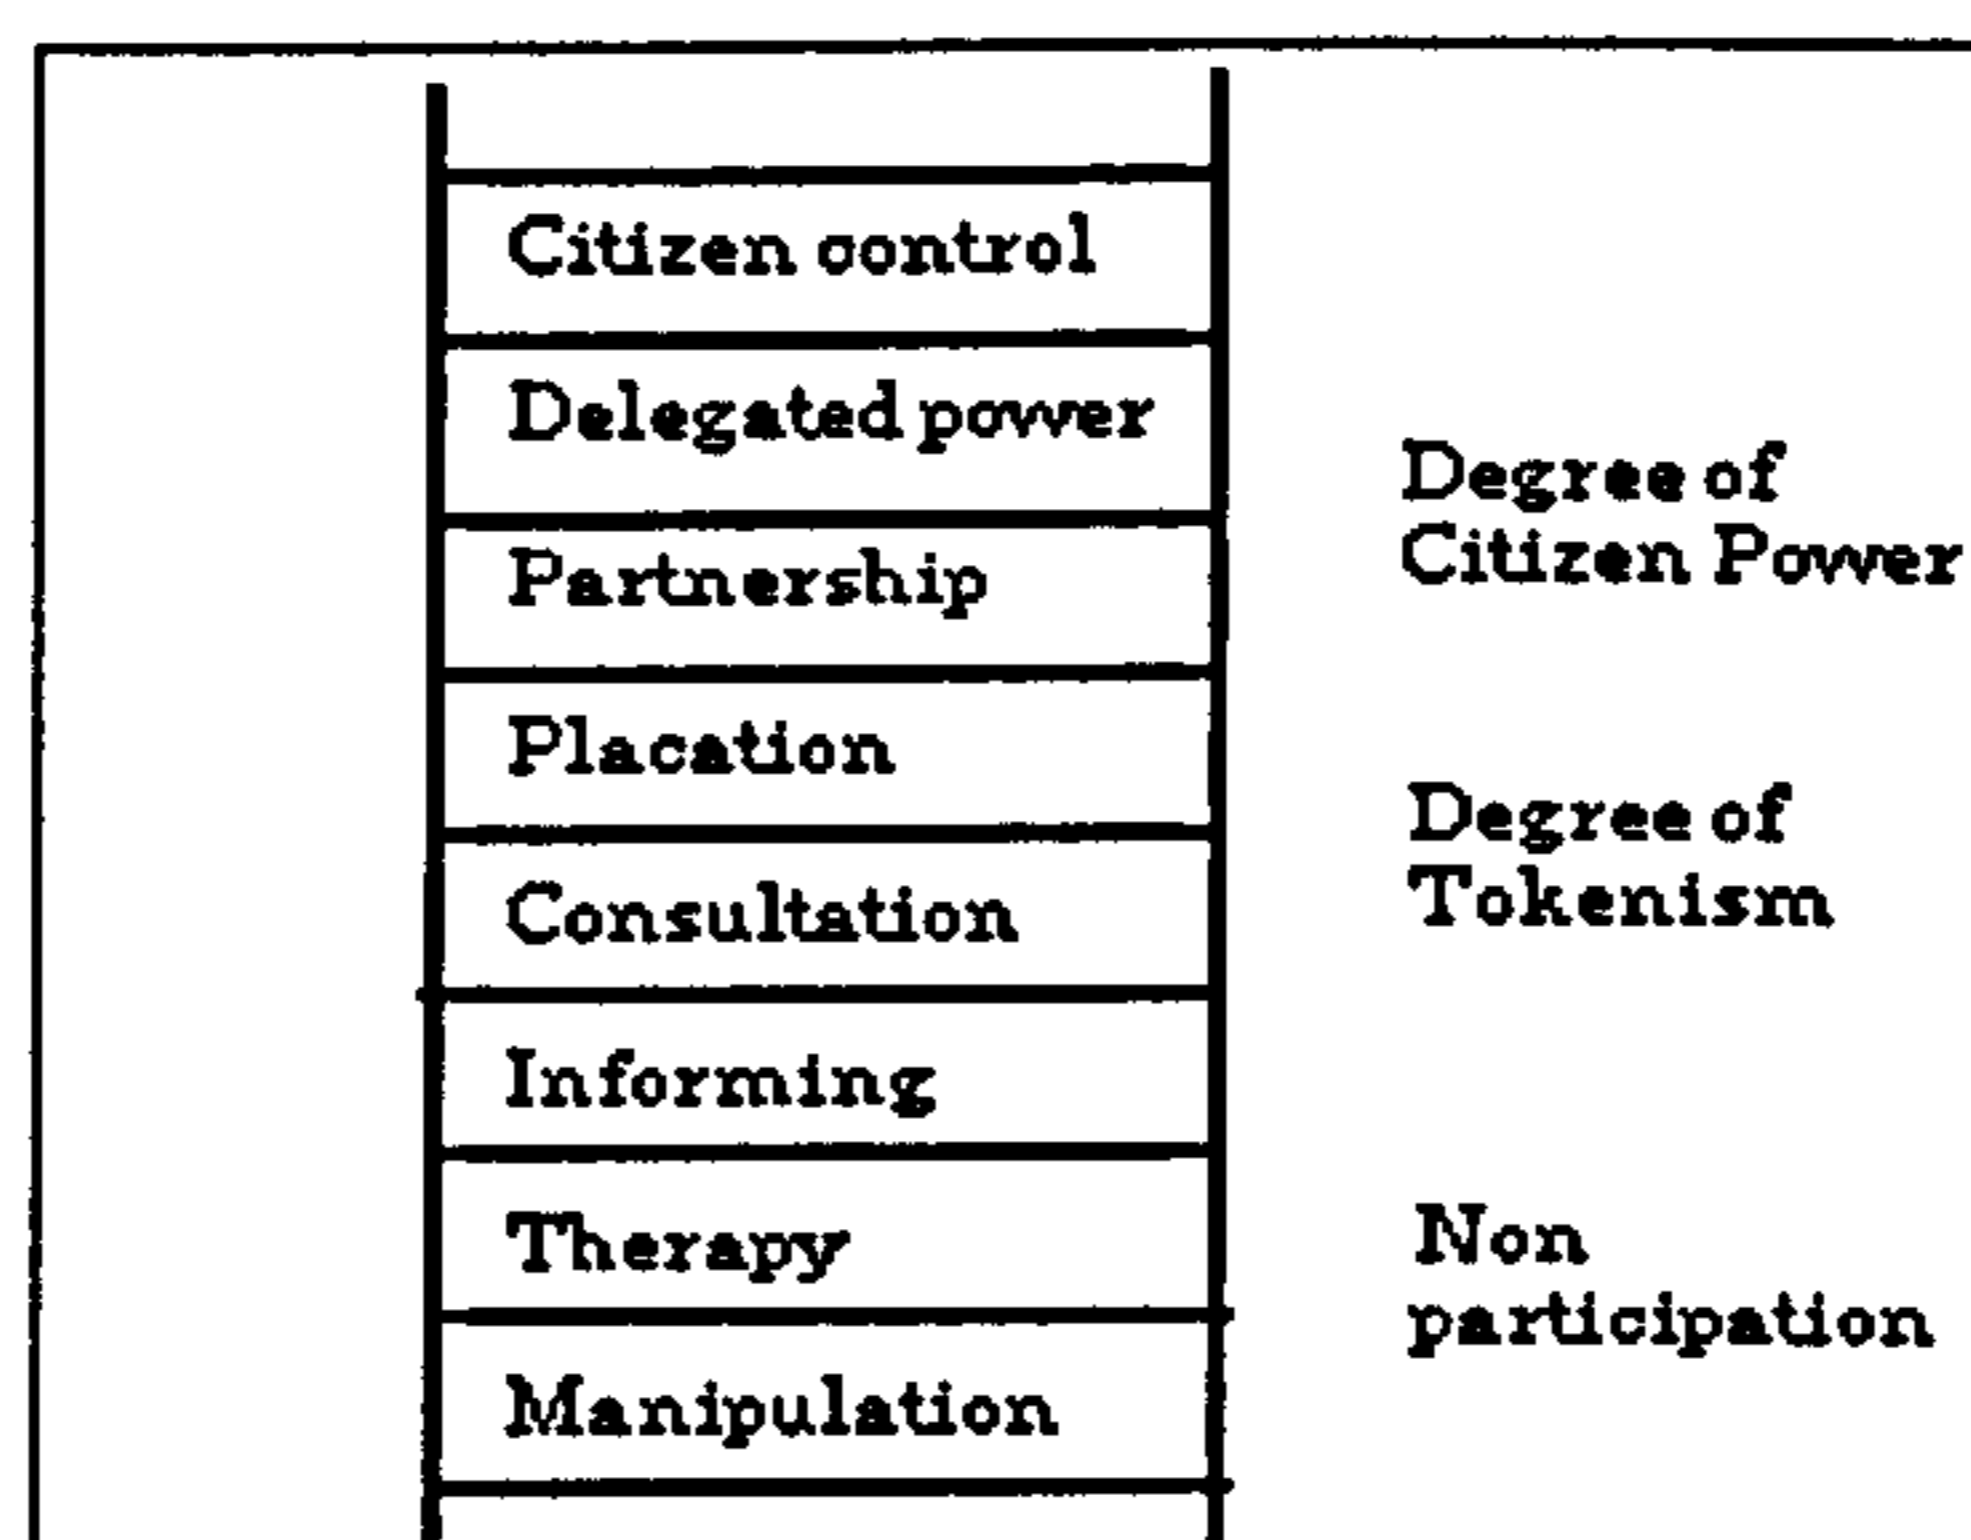 Citizen control
Delegated power
Partnership
Placation
Consultation
Informing
Therapy
Manipulation
Degree of
Citizen Power
Degree of
Tokenism
Non
participation